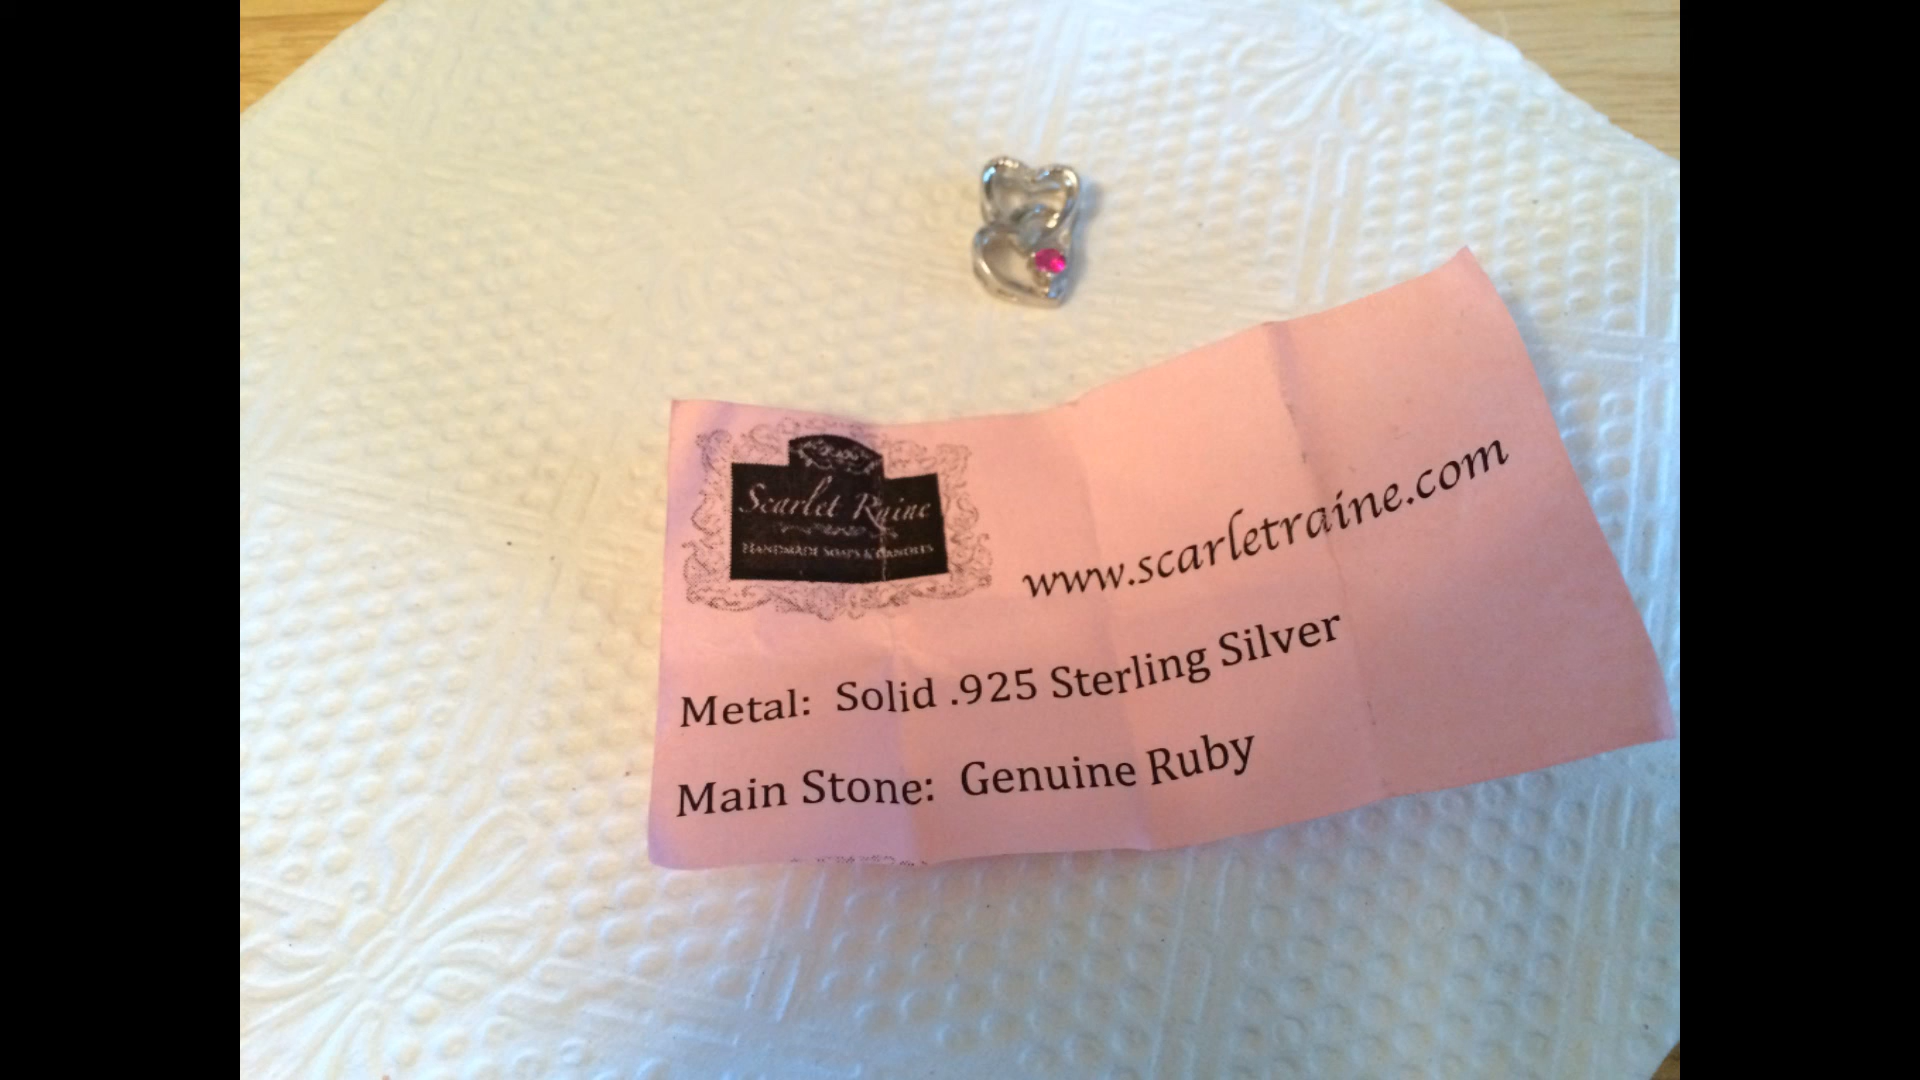 Scarlet Raine
HANDMADE SOAPS & CANDLES
www.scarletraine.com
Metal: Solid .925 Sterling Silver
Main Stone: Genuine Ruby